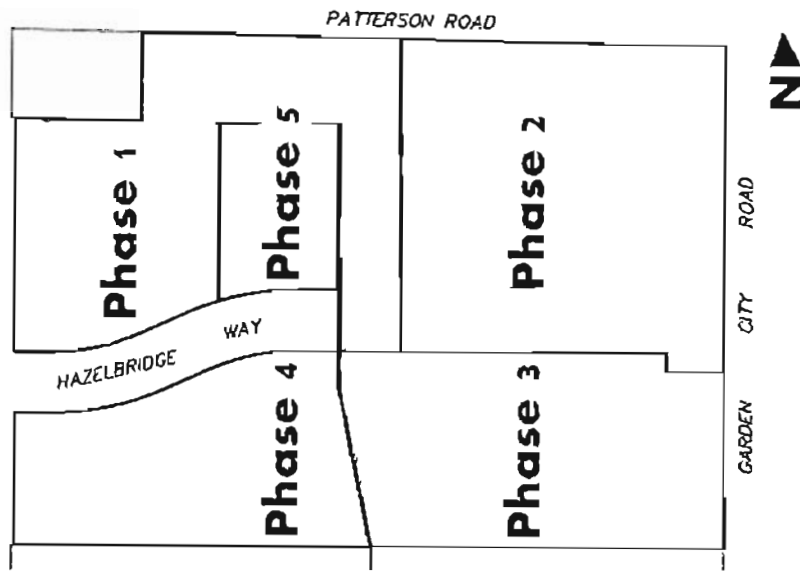 PATTERSON ROAD
N
Phase 1
Phase 5
Phase 2
ROAD
CITY
GARDEN
HAZELBRIDGE WAY
Phase 4
Phase 3